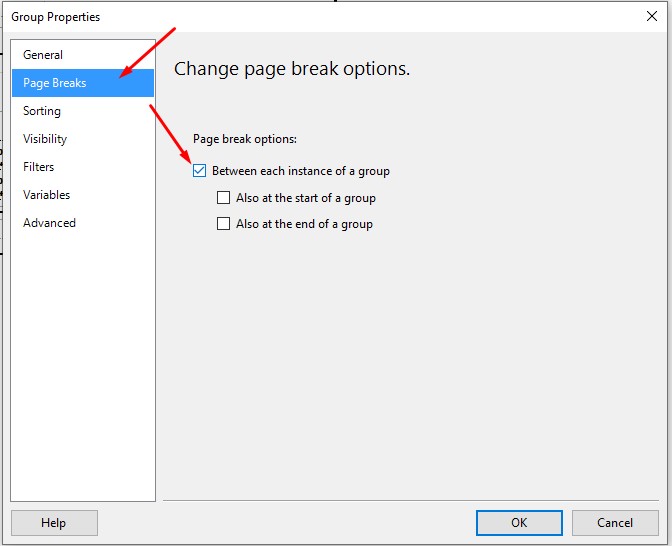 Group Properties
General
Page Breaks
Sorting
Visibility
Filters
Variables
Advanced
Change page break options.
Page break options:
Between each instance of a group
Also at the start of a group
Also at the end of a group
Help
OK
Cancel